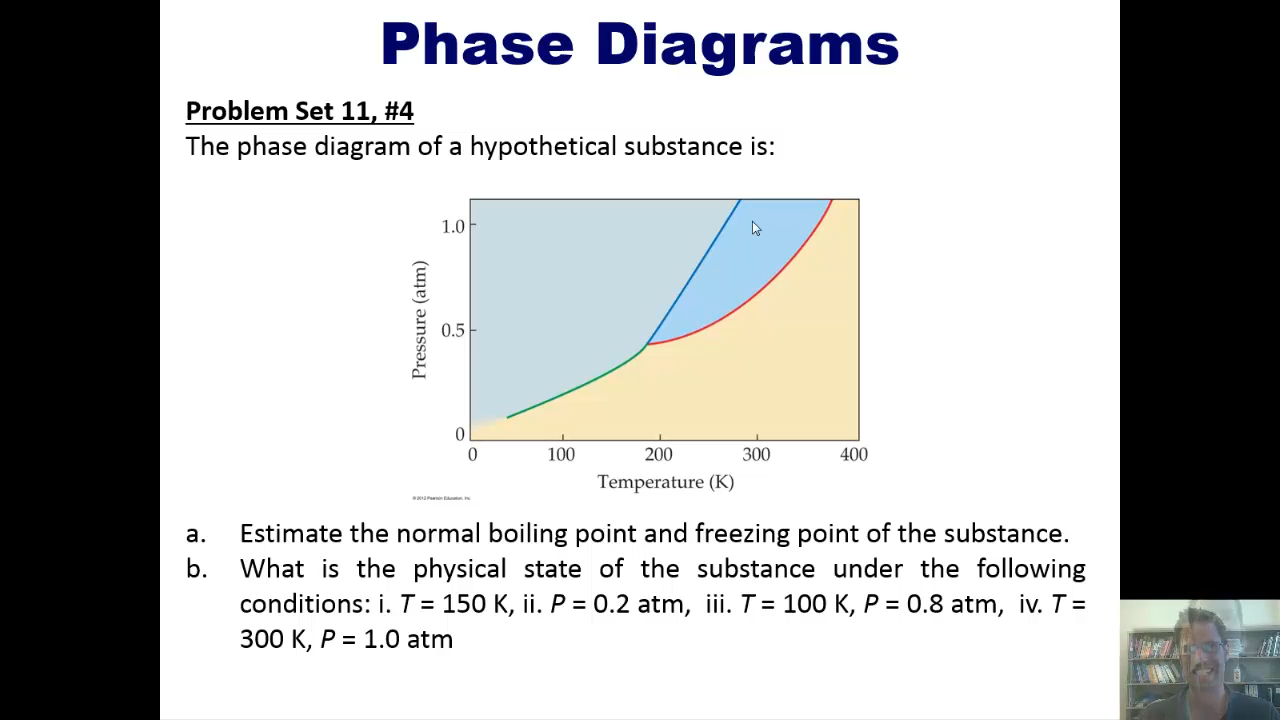 Phase Diagrams
Problem Set 11, #4
The phase diagram of a hypothetical substance is:
1.0
0.5
0
Pressure (atm)
0 100 200 300 400
Temperature (K)
© 2012 Pearson Education, Inc.
a. Estimate the normal boiling point and freezing point of the substance.
b. What is the physical state of the substance under the following
conditions: i. T = 150 K, ii. P = 0.2 atm, iii. T = 100 K, P = 0.8 atm, iv. T =
300 K, P = 1.0 atm